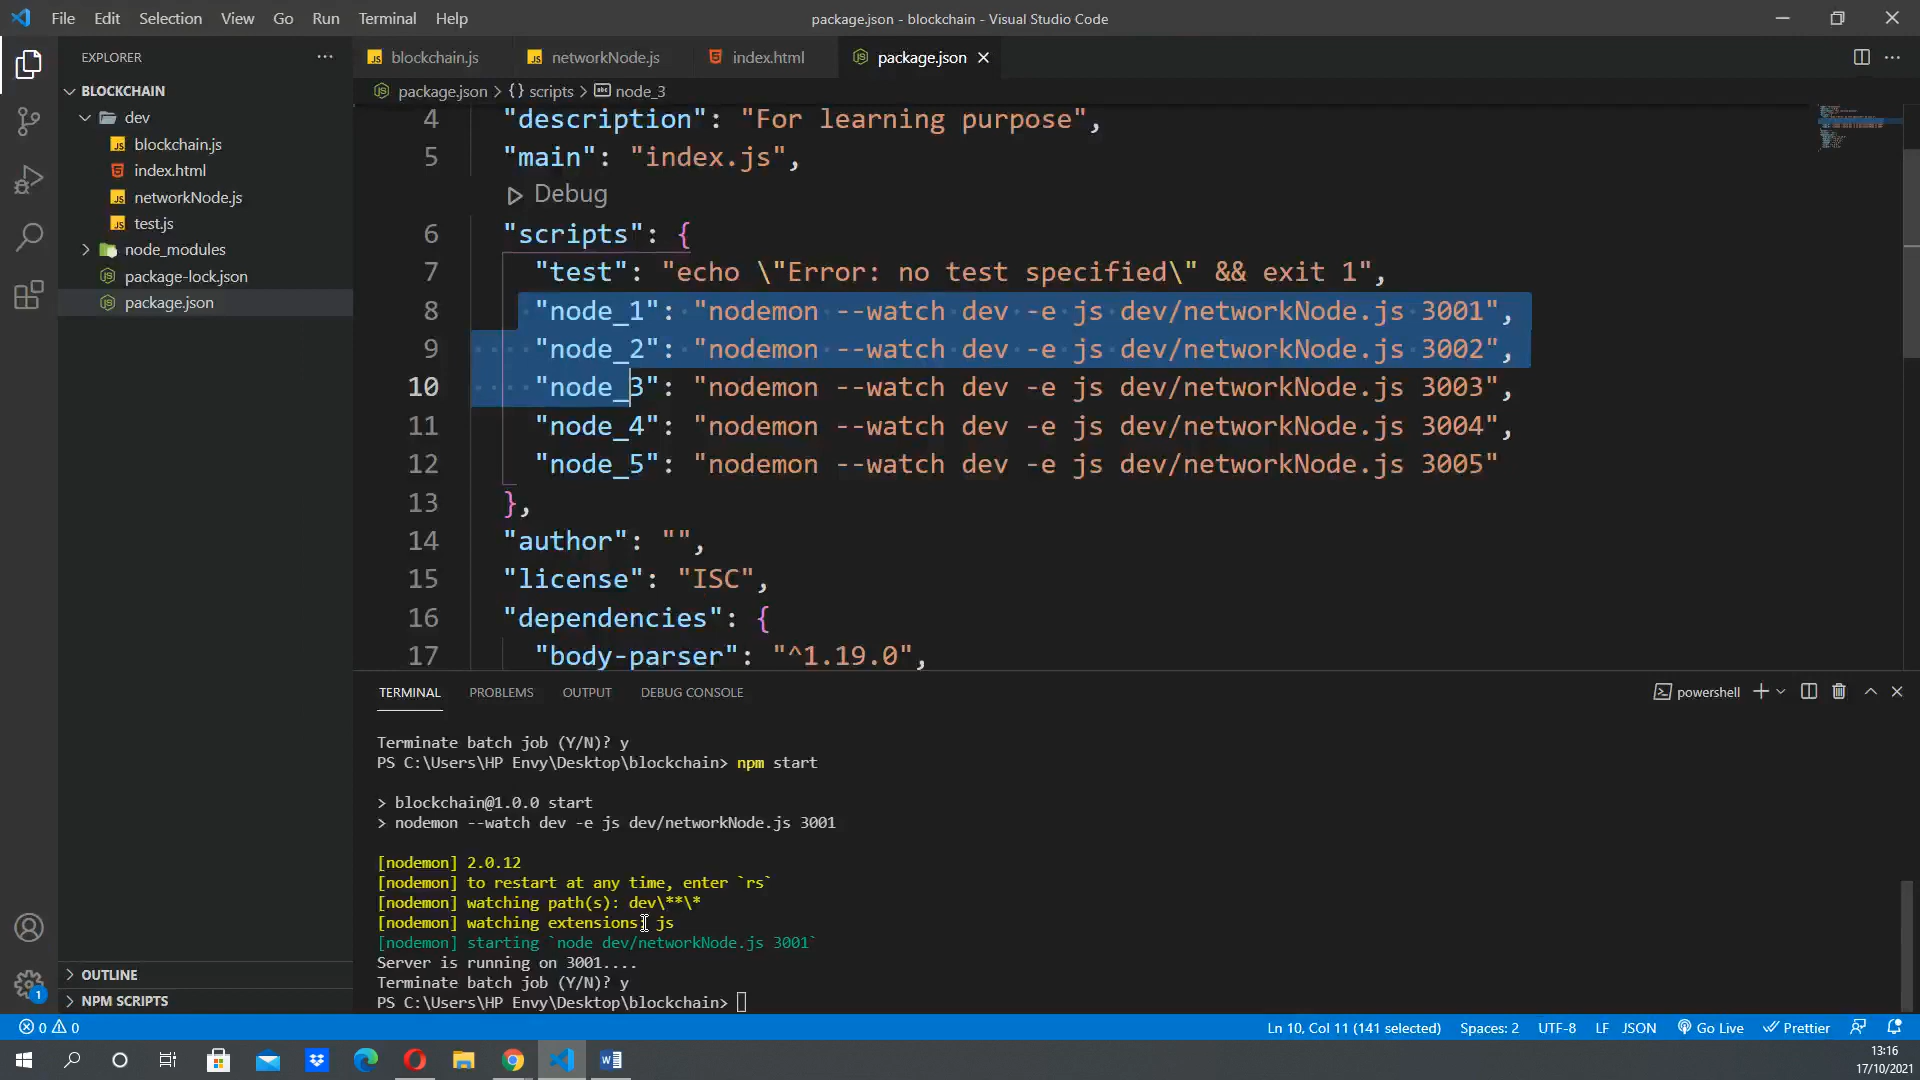 File Edit Selection View Go Run Terminal Help
package.json - blockchain - Visual Studio Code
EXPLORER
BLOCKCHAIN
dev
blockchain.js
index.html
networkNode.js
test.js
node_modules
package-lock.json
package.json
OUTLINE
NPM SCRIPTS
blockchain.js networkNode.js index.html package.json
package.json > {} scripts > abc node_3
4 "description": "For learning purpose",
5 "main": "index.js",
Debug
6 "scripts": {
7 "test": "echo \"Error: no test specified\" && exit 1",
8 "node_1": "nodemon --watch dev -e js dev/networkNode.js 3001",
9 "node_2": "nodemon --watch dev -e js dev/networkNode.js 3002",
10 "node_3": "nodemon --watch dev -e js dev/networkNode.js 3003",
11 "node_4": "nodemon --watch dev -e js dev/networkNode.js 3004",
12 "node_5": "nodemon --watch dev -e js dev/networkNode.js 3005"
13 },
14 "author": "",
15 "license": "ISC",
16 "dependencies": {
17 "body-parser": "^1.19.0",
TERMINAL PROBLEMS OUTPUT DEBUG CONSOLE
powershell
Terminate batch job (Y/N)? y
PS C:\Users\HP Envy\Desktop\blockchain> npm start
> blockchain@1.0.0 start
> nodemon --watch dev -e js dev/networkNode.js 3001
[nodemon] 2.0.12
[nodemon] to restart at any time, enter `rs`
[nodemon] watching path(s): dev\**\*
[nodemon] watching extensions: js
[nodemon] starting `node dev/networkNode.js 3001`
Server is running on 3001....
Terminate batch job (Y/N)? y
PS C:\Users\HP Envy\Desktop\blockchain>
1
0 0
Ln 10, Col 11 (141 selected) Spaces: 2 UTF-8 LF JSON Go Live Prettier
13:16
17/10/2021